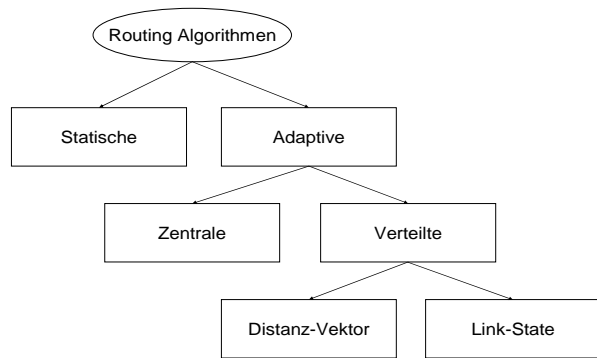 Routing Algorithmen
Statische
Adaptive
Zentrale
Verteilte
Distanz-Vektor
Link-State